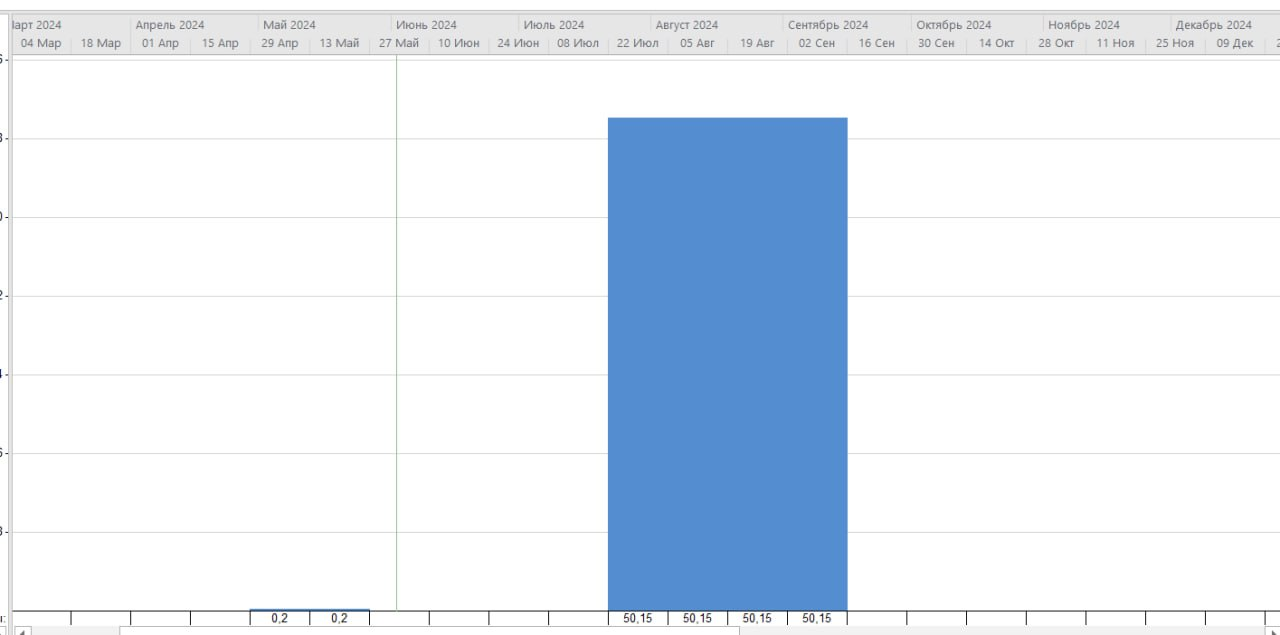 арт 2024 Апрель 2024 Май 2024 Июнь 2024 Июль 2024 Август 2024 Сентябрь 2024 Октябрь 2024 Ноябрь 2024 Декабрь 2024
04 Мар 18 Мар 01 Апр 15 Апр 29 Апр 13 Май 27 Май 10 Июн 24 Июн 08 Июл 22 Июл 05 Авг 19 Авг 02 Сен 16 Сен 30 Сен 14 Окт 28 Окт 11 Ноя 25 Ноя 09 Дек
0,2 0,2 50,15 50,15 50,15 50,15